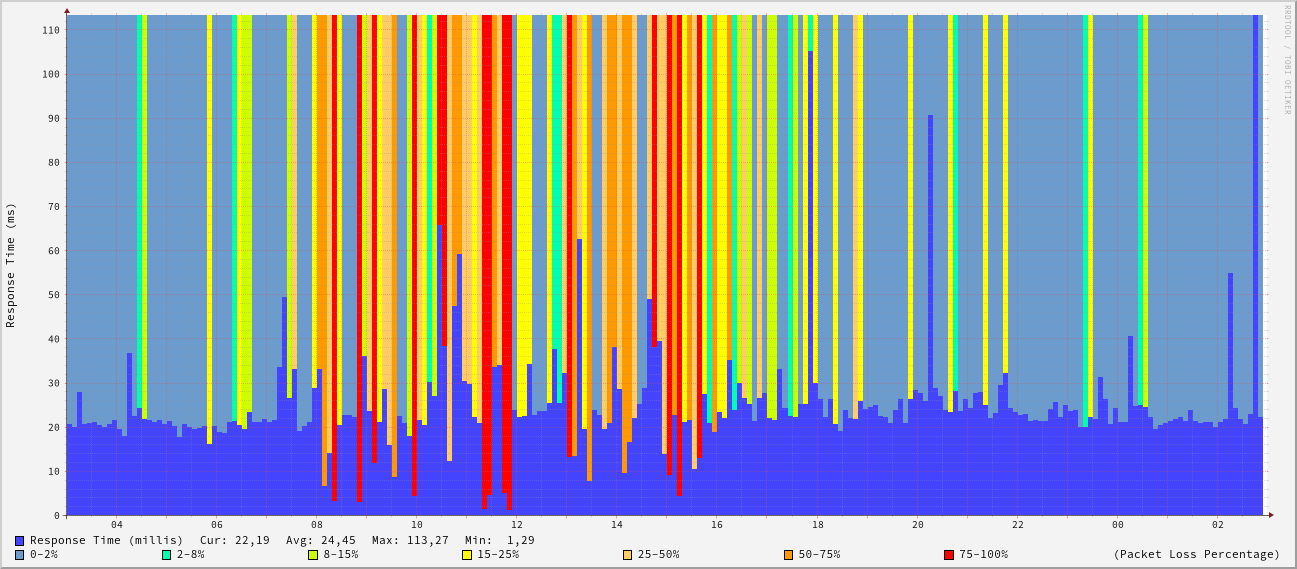 RRDTOOL / TOBI OETIKER
Response Time (ms)
110
100
90
80
70
60
50
40
30
20
10
0
04 06 08 10 12 14 16 18 20 22 00 02
Response Time (millis) Cur: 22,19 Avg: 24,45 Max: 113,27 Min: 1,29
0-2% 2-8% 8-15% 15-25% 25-50% 50-75% 75-100% (Packet Loss Percentage)